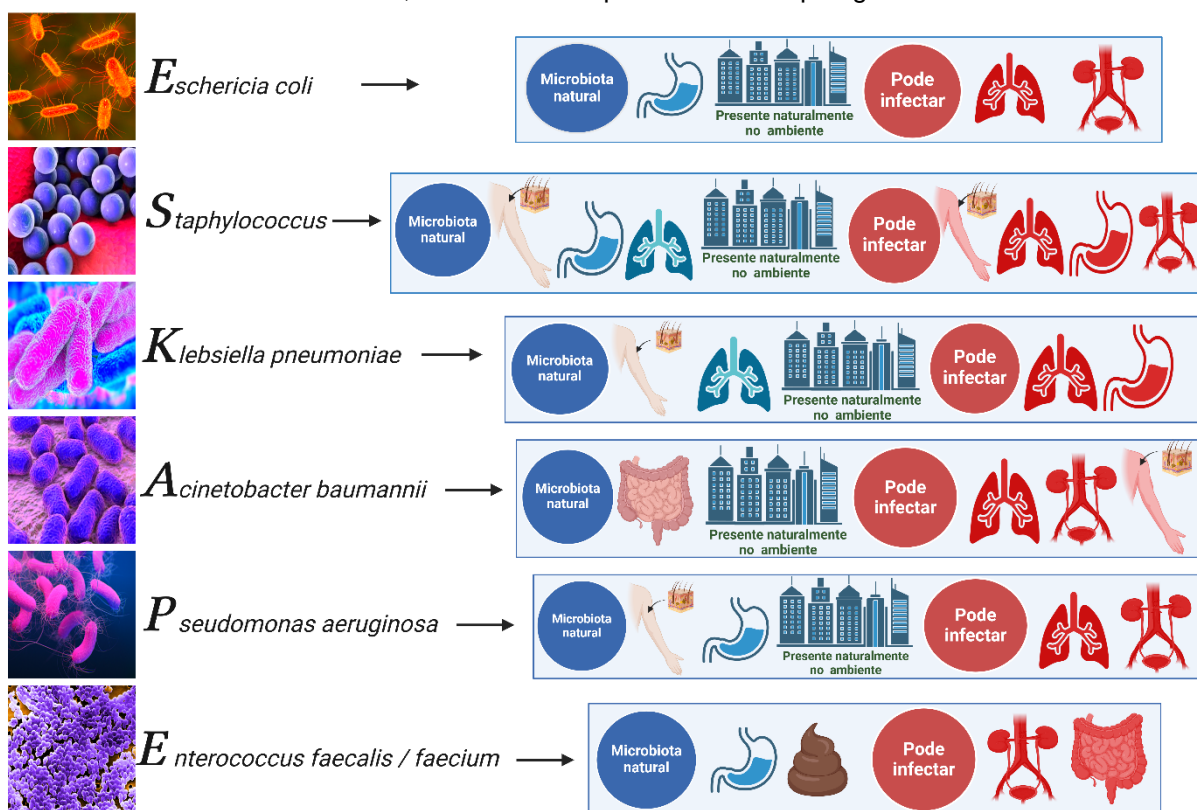 Eschericia coli
Microbiota
natural
Presente naturalmente
no ambiente
Pode
infectar
Staphylococcus
Microbiota
natural
Presente naturalmente
no ambiente
Pode
infectar
Klebsiella pneumoniae
Microbiota
natural
Presente naturalmente
no ambiente
Pode
infectar
Acinetobacter baumannii
Microbiota
natural
Presente naturalmente
no ambiente
Pode
infectar
Pseudomonas aeruginosa
Microbiota
natural
Presente naturalmente
no ambiente
Pode
infectar
Enterococcus faecalis / faecium
Microbiota
natural
Pode
infectar